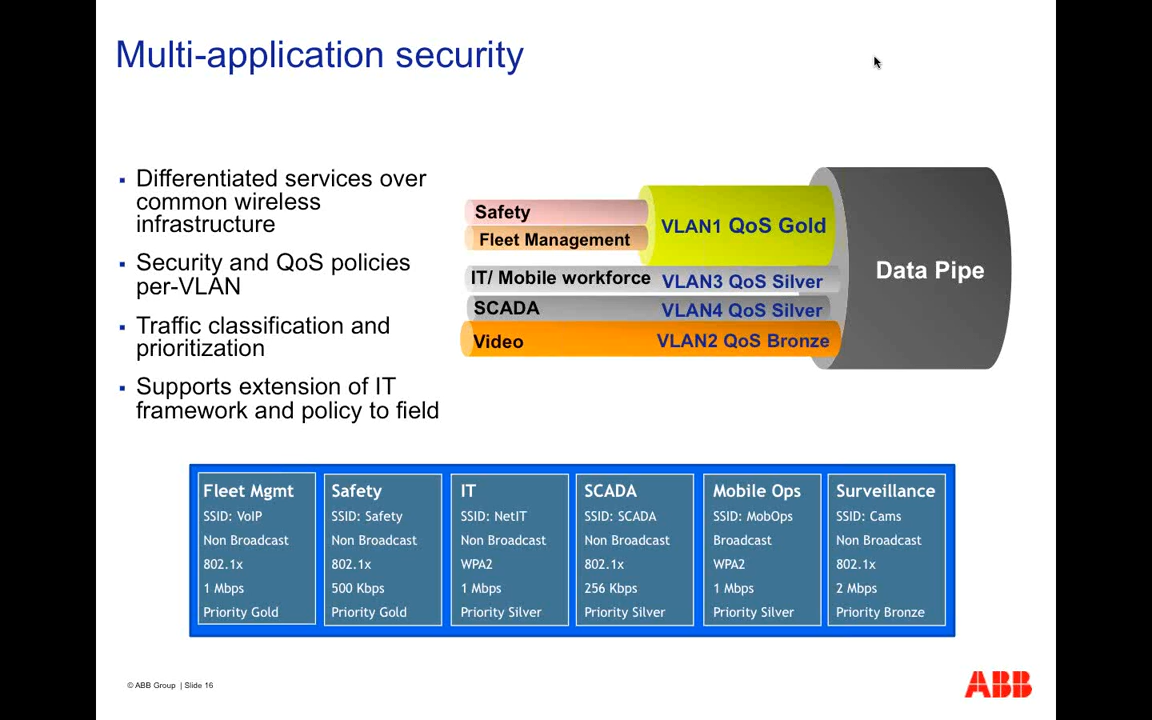 Multi-application security
▪ Differentiated services over
common wireless
infrastructure
▪ Security and QoS policies
per-VLAN
▪ Traffic classification and
prioritization
▪ Supports extension of IT
framework and policy to field
Safety
Fleet Management
VLAN1 QoS Gold
IT/ Mobile workforce VLAN3 QoS Silver
SCADA VLAN4 QoS Silver
Video VLAN2 QoS Bronze
Data Pipe
Fleet Mgmt
SSID: VoIP
Non Broadcast
802.1x
1 Mbps
Priority Gold
Safety
SSID: Safety
Non Broadcast
802.1x
500 Kbps
Priority Gold
IT
SSID: NetIT
Non Broadcast
WPA2
1 Mbps
Priority Silver
SCADA
SSID: SCADA
Non Broadcast
802.1x
256 Kbps
Priority Silver
Mobile Ops
SSID: MobOps
Broadcast
WPA2
1 Mbps
Priority Silver
Surveillance
SSID: Cams
Non Broadcast
802.1x
2 Mbps
Priority Bronze
© ABB Group | Slide 16
ABB